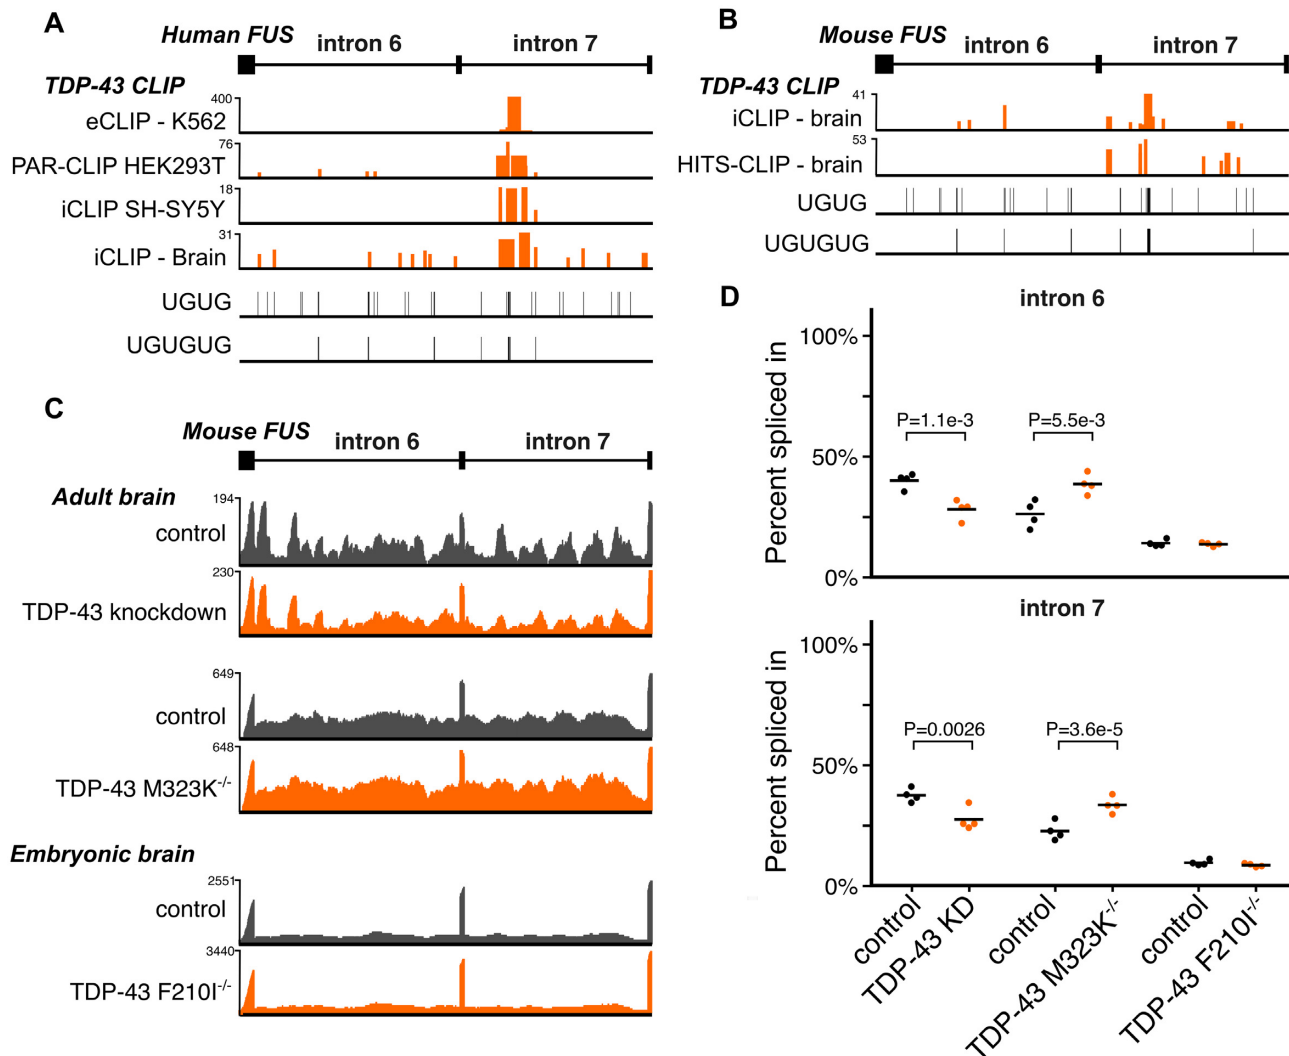 A
Human FUS
intron 6
intron 7
TDP-43 CLIP
400
eCLIP - K562
76
PAR-CLIP HEK293T
18
iCLIP SH-SY5Y
31
iCLIP - Brain
UGUG
UGUGUG
B
Mouse FUS
intron 6
intron 7
TDP-43 CLIP
41
iCLIP - brain
53
HITS-CLIP - brain
UGUG
UGUGUG
C
Mouse FUS
intron 6
intron 7
Adult brain
194
control
230
TDP-43 knockdown
649
control
648
TDP-43 M323K-/-
Embryonic brain
2551
control
3440
TDP-43 F210I-/-
D
intron 6
Percent spliced in
100%
50%
0%
P=1.1e-3
P=5.5e-3
intron 7
Percent spliced in
100%
50%
0%
P=0.0026
P=3.6e-5
control
TDP-43 KD
control
TDP-43 M323K-/-
control
TDP-43 F210I-/-